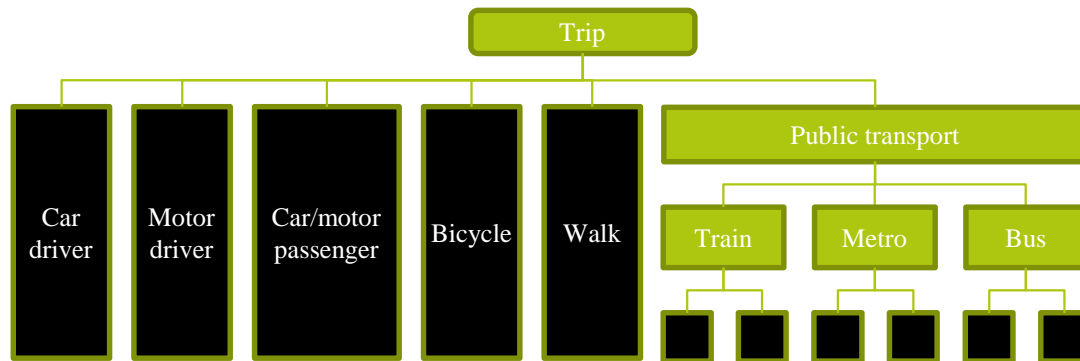 Trip
Car
driver
Motor
driver
Car/motor
passenger
Bicycle
Walk
Public transport
Train
Metro
Bus